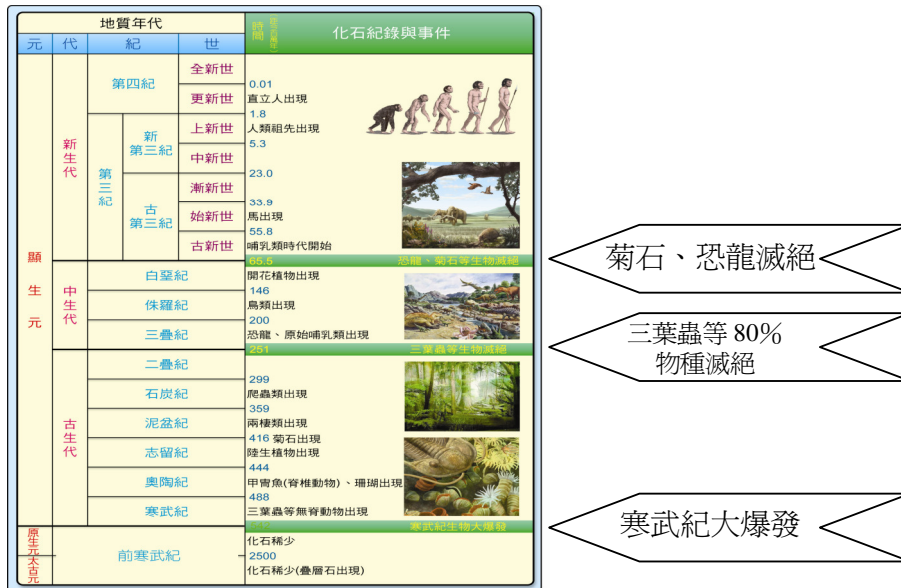 地質年代
時間
化石紀錄與事件
元 代 紀 世
顯生元
新生代
第四紀
全新世
0.01
更新世
直立人出現
1.8
第三紀
新第三紀
上新世
人類祖先出現
5.3
中新世
23.0
古第三紀
漸新世
33.9
始新世
馬出現
55.8
古新世
哺乳類時代開始
65.5 恐龍、菊石等生物滅絕
中生代
白堊紀
開花植物出現
146
侏羅紀
鳥類出現
200
三疊紀
恐龍、原始哺乳類出現
251 三葉蟲等生物滅絕
古生代
二疊紀
299
石炭紀
爬蟲類出現
359
泥盆紀
兩棲類出現
416 菊石出現
志留紀
陸生植物出現
444
奧陶紀
甲冑魚(脊椎動物)、珊瑚出現
488
寒武紀
三葉蟲等無脊動物出現
寒武紀生物大爆發
原生元
太古元
前寒武紀
化石稀少
2500
化石稀少(疊層石出現)
菊石、恐龍滅絕
三葉蟲等 80%
物種滅絕
寒武紀大爆發